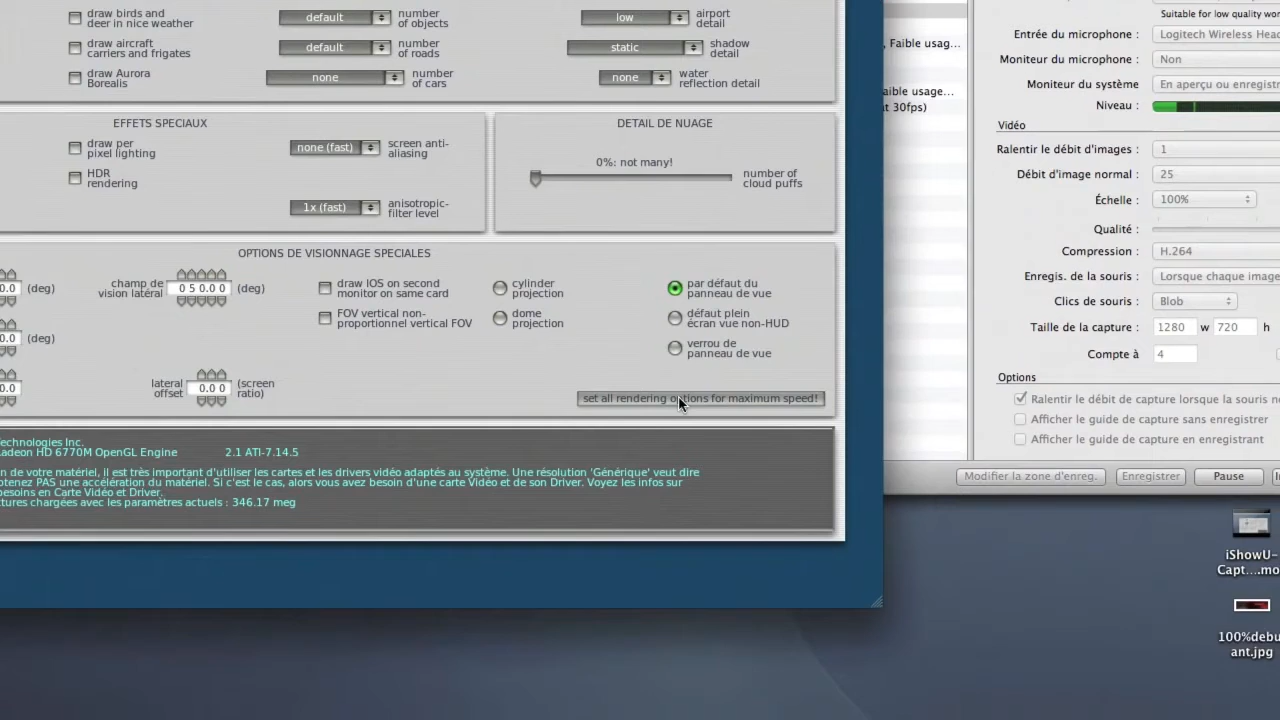 draw birds and
deer in nice weather
default
number
of objects
low
airport
detail
draw aircraft
carriers and frigates
default
number
of roads
static
shadow
detail
draw Aurora
Borealis
none
number
of cars
none
water
reflection detail
EFFETS SPECIAUX
draw per
pixel lighting
none (fast)
screen anti-
aliasing
HDR
rendering
1x (fast)
anisotropic-
filter level
DETAIL DE NUAGE
0%: not many!
number of
cloud puffs
OPTIONS DE VISIONNAGE SPECIALES
0.0 (deg)
champ de
vision latéral
0 5 0.0 0 (deg)
draw IOS on second
monitor on same card
cylinder
projection
par défaut du
panneau de vue
FOV vertical non-
proportionnel vertical FOV
dome
projection
défaut plein
écran vue non-HUD
0.0 (deg)
verrou de
panneau de vue
0.0
lateral
offset
0.0 0 (screen
ratio)
set all rendering options for maximum speed!
echnologies Inc.
adeon HD 6770M OpenGL Engine 2.1 ATI-7.14.5
n de votre matériel, il est très important d'utiliser les cartes et les drivers vidéo adaptés au système. Une résolution 'Générique' veut dire
btenez PAS une accélération du matériel. Si c'est le cas, alors vous avez besoin d'une carte Vidéo et de son Driver. Voyez les infos sur
besoins en Carte Vidéo et Driver.
tures chargées avec les paramètres actuels : 346.17 meg
, Faible usag...
aible usage...
at 30fps)
Suitable for low quality wo
Entrée du microphone : Logitech Wireless Hea
Moniteur du microphone : Non
Moniteur du système : En aperçu ou enregistr
Niveau :
Vidéo
Ralentir le débit d'images : 1
Débit d'image normal : 25
Échelle : 100%
Qualité :
Compression : H.264
Enregis. de la souris : Lorsque chaque image
Clics de souris : Blob
Taille de la capture : 1280 w 720 h
Compte à 4
Options
Ralentir le débit de capture lorsque la souris n
Afficher le guide de capture sans enregistrer
Afficher le guide de capture en enregistrant
Modifier la zone d'enreg.
Enregistrer
Pause
iShowU-
Capt....mo
100%debu
ant.jpg